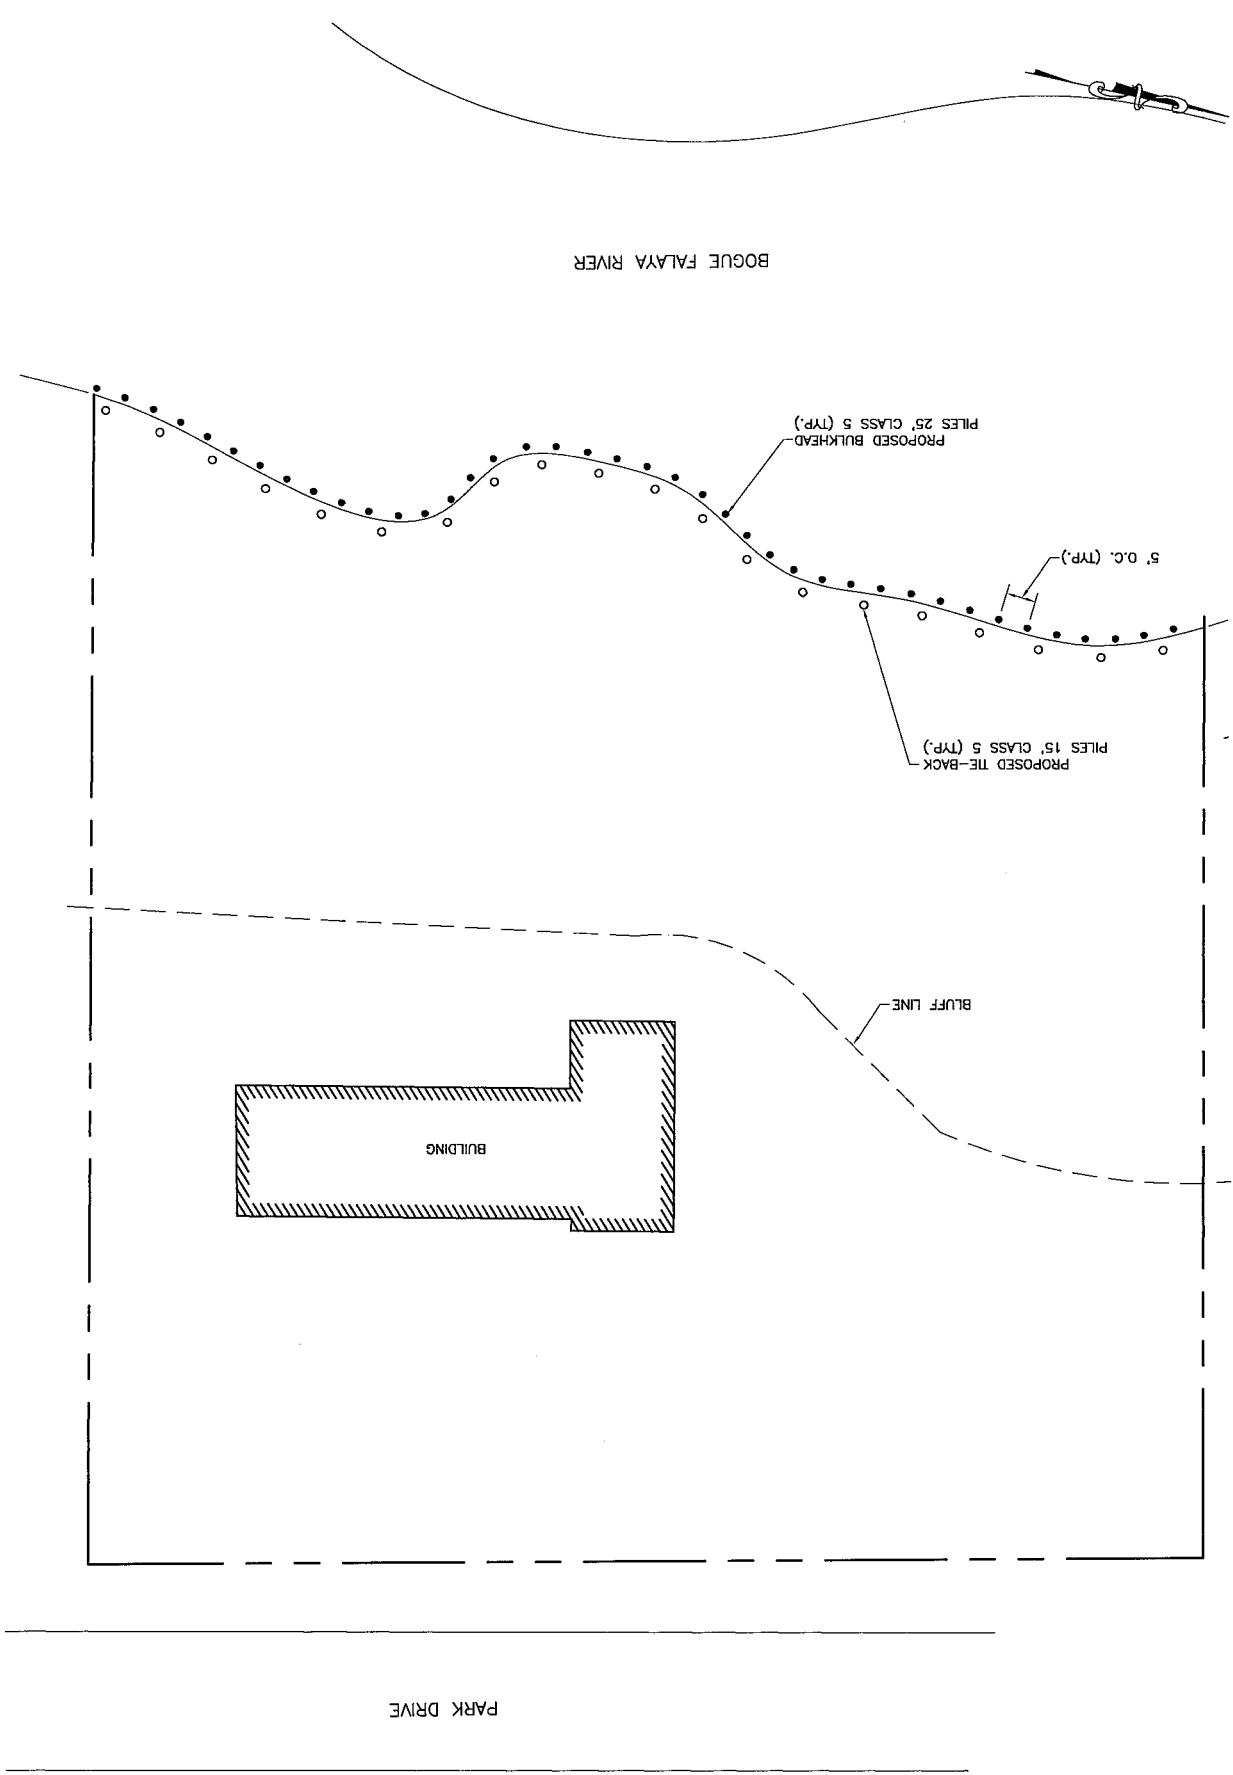 PARK DRIVE
BUILDING
BLUFF LINE
PROPOSED TIE-BACK
PILES 15' CLASS 5 (TYP.)
5' O.C. (TYP.)
PROPOSED BULKHEAD
PILES 25' CLASS 5 (TYP.)
BOGUE FALAYA RIVER